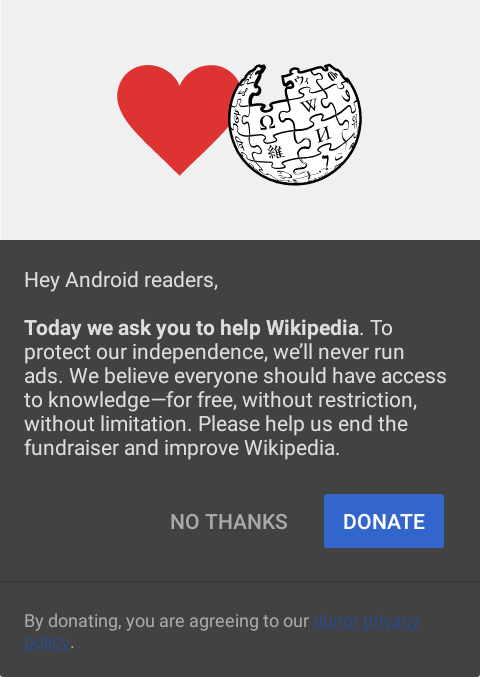 Ω
W
И
維
Hey Android readers,
Today we ask you to help Wikipedia. To
protect our independence, we’ll never run
ads. We believe everyone should have access
to knowledge—for free, without restriction,
without limitation. Please help us end the
fundraiser and improve Wikipedia.
NO THANKS
DONATE
By donating, you are agreeing to our donor privacy
policy.